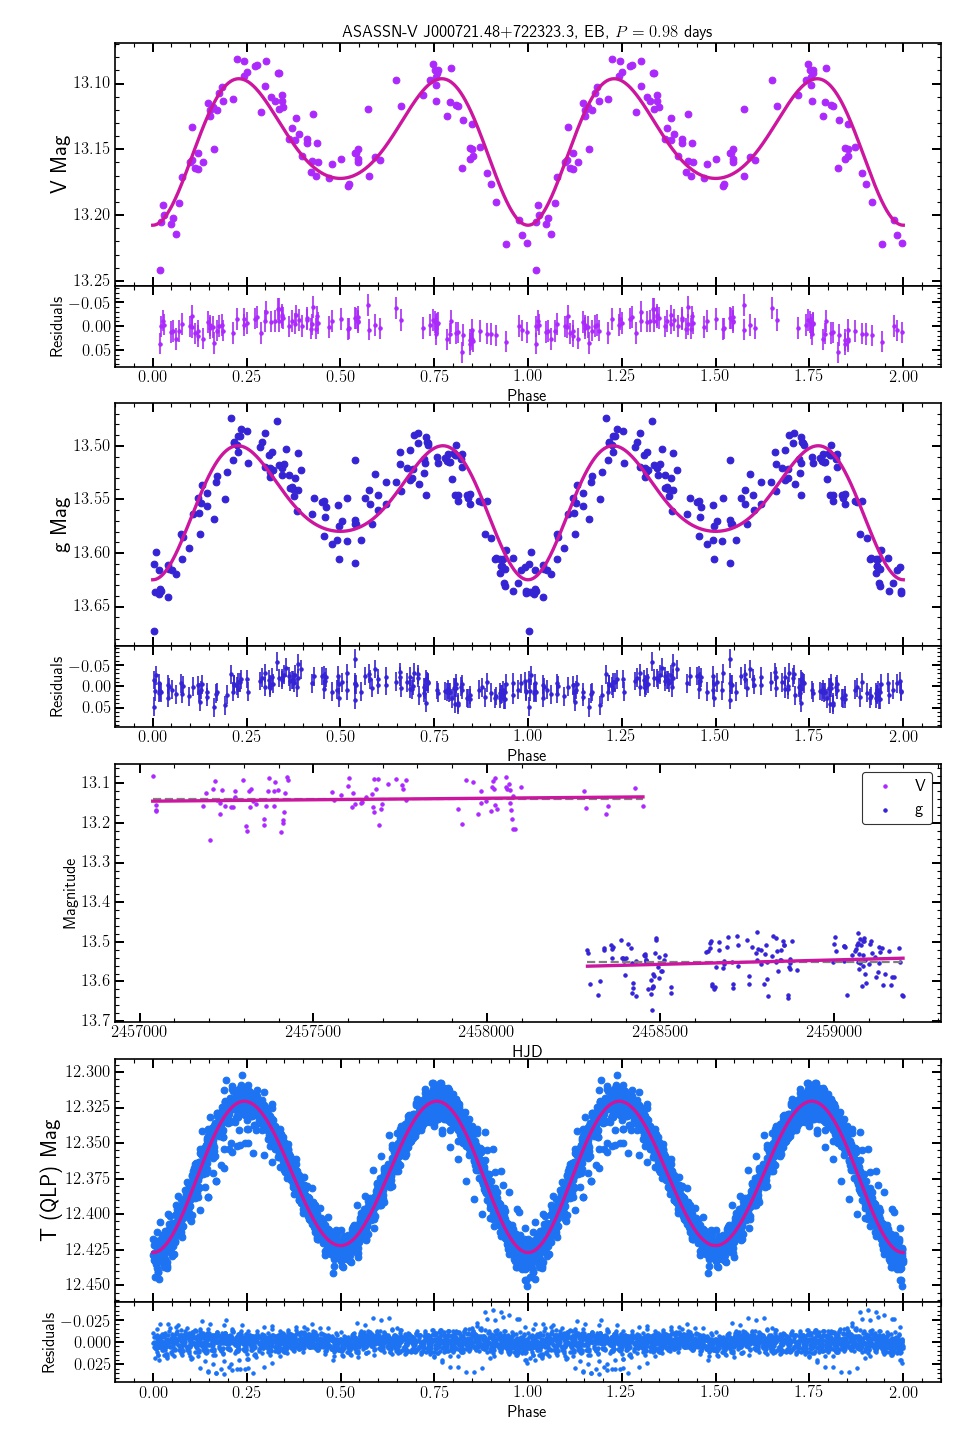 ASASSN-V J000721.48+722323.3, EB, P = 0.98 days
V Mag
13.10
13.15
13.20
13.25
Residuals
−0.05
0.00
0.05
0.00 0.25 0.50 0.75 1.00 1.25 1.50 1.75 2.00
Phase
g Mag
13.50
13.55
13.60
13.65
Residuals
−0.05
0.00
0.05
0.00 0.25 0.50 0.75 1.00 1.25 1.50 1.75 2.00
Phase
Magnitude
13.1
13.2
13.3
13.4
13.5
13.6
13.7
V
g
2457000 2457500 2458000 2458500 2459000
HJD
T (QLP) Mag
12.300
12.325
12.350
12.375
12.400
12.425
12.450
Residuals
−0.025
0.000
0.025
0.00 0.25 0.50 0.75 1.00 1.25 1.50 1.75 2.00
Phase